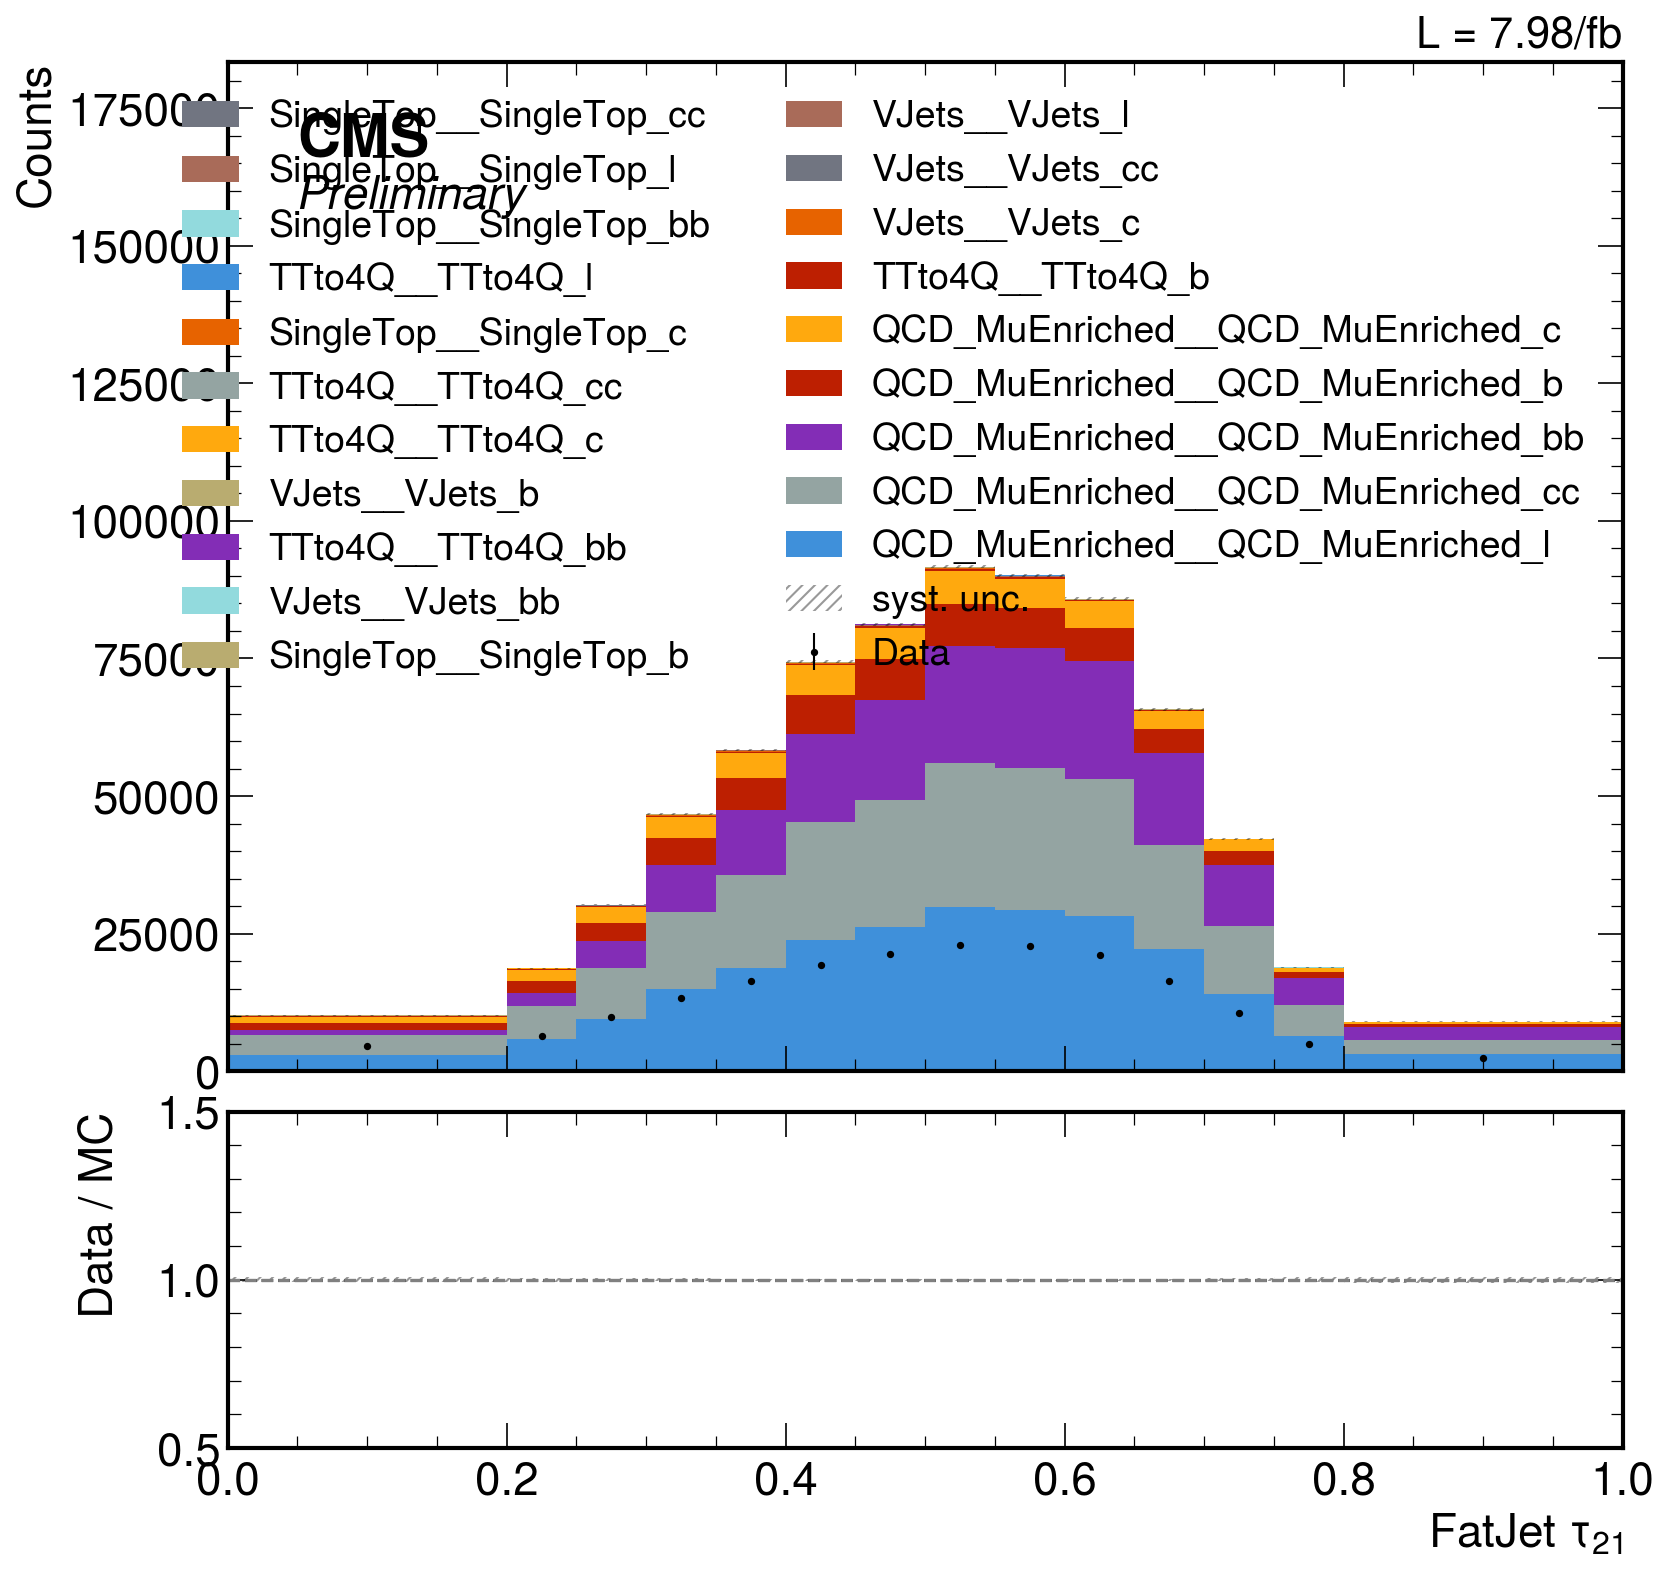 L = 7.98/fb
Counts
175000
150000
125000
100000
75000
50000
25000
0
CMS
Preliminary
SingleTop__SingleTop_cc
SingleTop__SingleTop_l
SingleTop__SingleTop_bb
TTto4Q__TTto4Q_l
SingleTop__SingleTop_c
TTto4Q__TTto4Q_cc
TTto4Q__TTto4Q_c
VJets__VJets_b
TTto4Q__TTto4Q_bb
VJets__VJets_bb
SingleTop__SingleTop_b
VJets__VJets_l
VJets__VJets_cc
VJets__VJets_c
TTto4Q__TTto4Q_b
QCD_MuEnriched__QCD_MuEnriched_c
QCD_MuEnriched__QCD_MuEnriched_b
QCD_MuEnriched__QCD_MuEnriched_bb
QCD_MuEnriched__QCD_MuEnriched_cc
QCD_MuEnriched__QCD_MuEnriched_l
syst. unc.
Data
Data / MC
1.5
1.0
0.5
0.0 0.2 0.4 0.6 0.8 1.0
FatJet τ₂₁